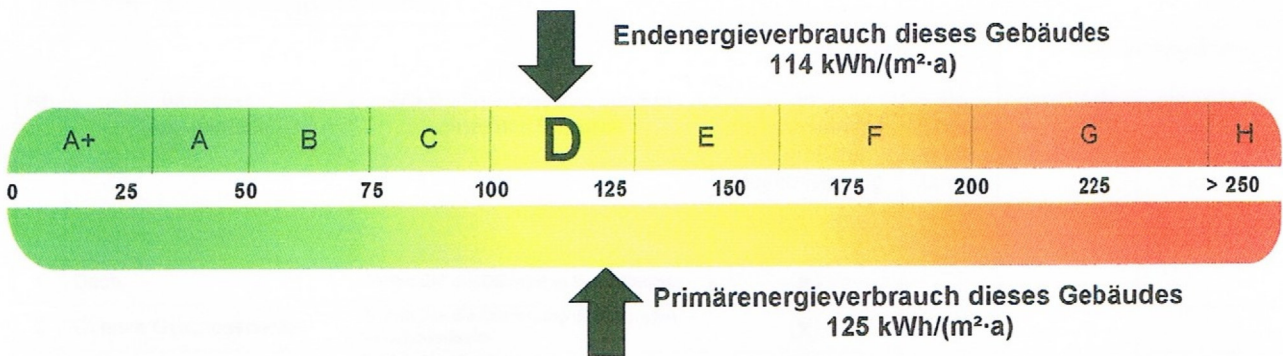 Endenergieverbrauch dieses Gebäudes
114 kWh/(m²·a)
A+ A B C D E F G H
0 25 50 75 100 125 150 175 200 225 > 250
Primärenergieverbrauch dieses Gebäudes
125 kWh/(m²·a)